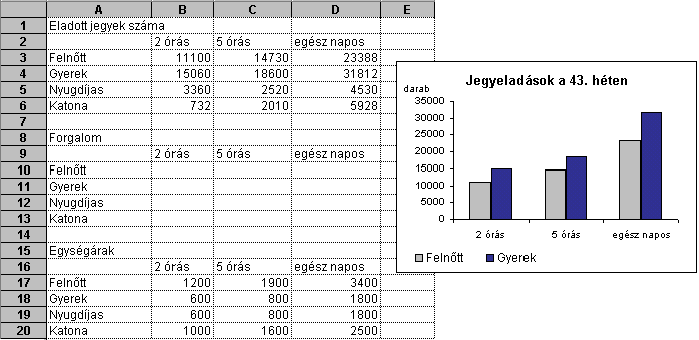 A B C D E
1 Eladott jegyek száma
2 2 órás 5 órás egész napos
3 Felnőtt 11100 14730 23388
4 Gyerek 15060 18600 31812
5 Nyugdíjas 3360 2520 4530
6 Katona 732 2010 5928
7
8 Forgalom
9 2 órás 5 órás egész napos
10 Felnőtt
11 Gyerek
12 Nyugdíjas
13 Katona
14
15 Egységárak
16 2 órás 5 órás egész napos
17 Felnőtt 1200 1900 3400
18 Gyerek 600 800 1800
19 Nyugdíjas 600 800 1800
20 Katona 1000 1600 2500
Jegyeladások a 43. héten
darab
35000
30000
25000
20000
15000
10000
5000
0
2 órás 5 órás egész napos
Felnőtt Gyerek